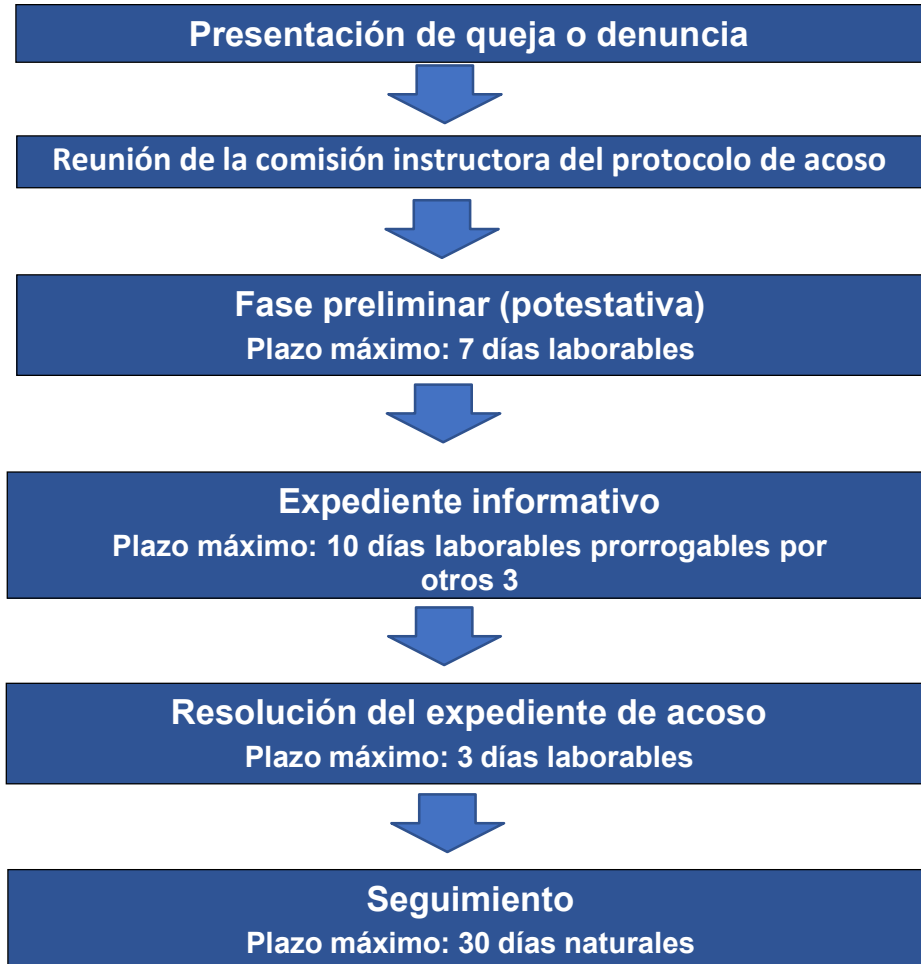 Presentación de queja o denuncia
Reunión de la comisión instructora del protocolo de acoso
Fase preliminar (potestativa)
Plazo máximo: 7 días laborables
Expediente informativo
Plazo máximo: 10 días laborables prorrogables por
otros 3
Resolución del expediente de acoso
Plazo máximo: 3 días laborables
Seguimiento
Plazo máximo: 30 días naturales